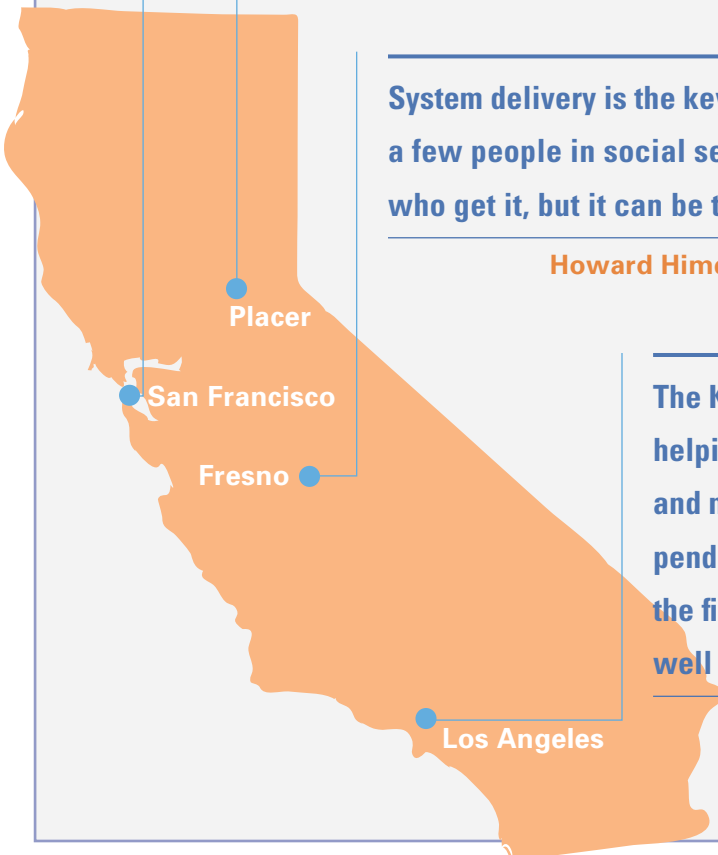 System delivery is the key
a few people in social se
who get it, but it can be t
Howard Hime
Placer
San Francisco
Fresno
The K
helpi
and
pend
the fi
well
Los Angeles